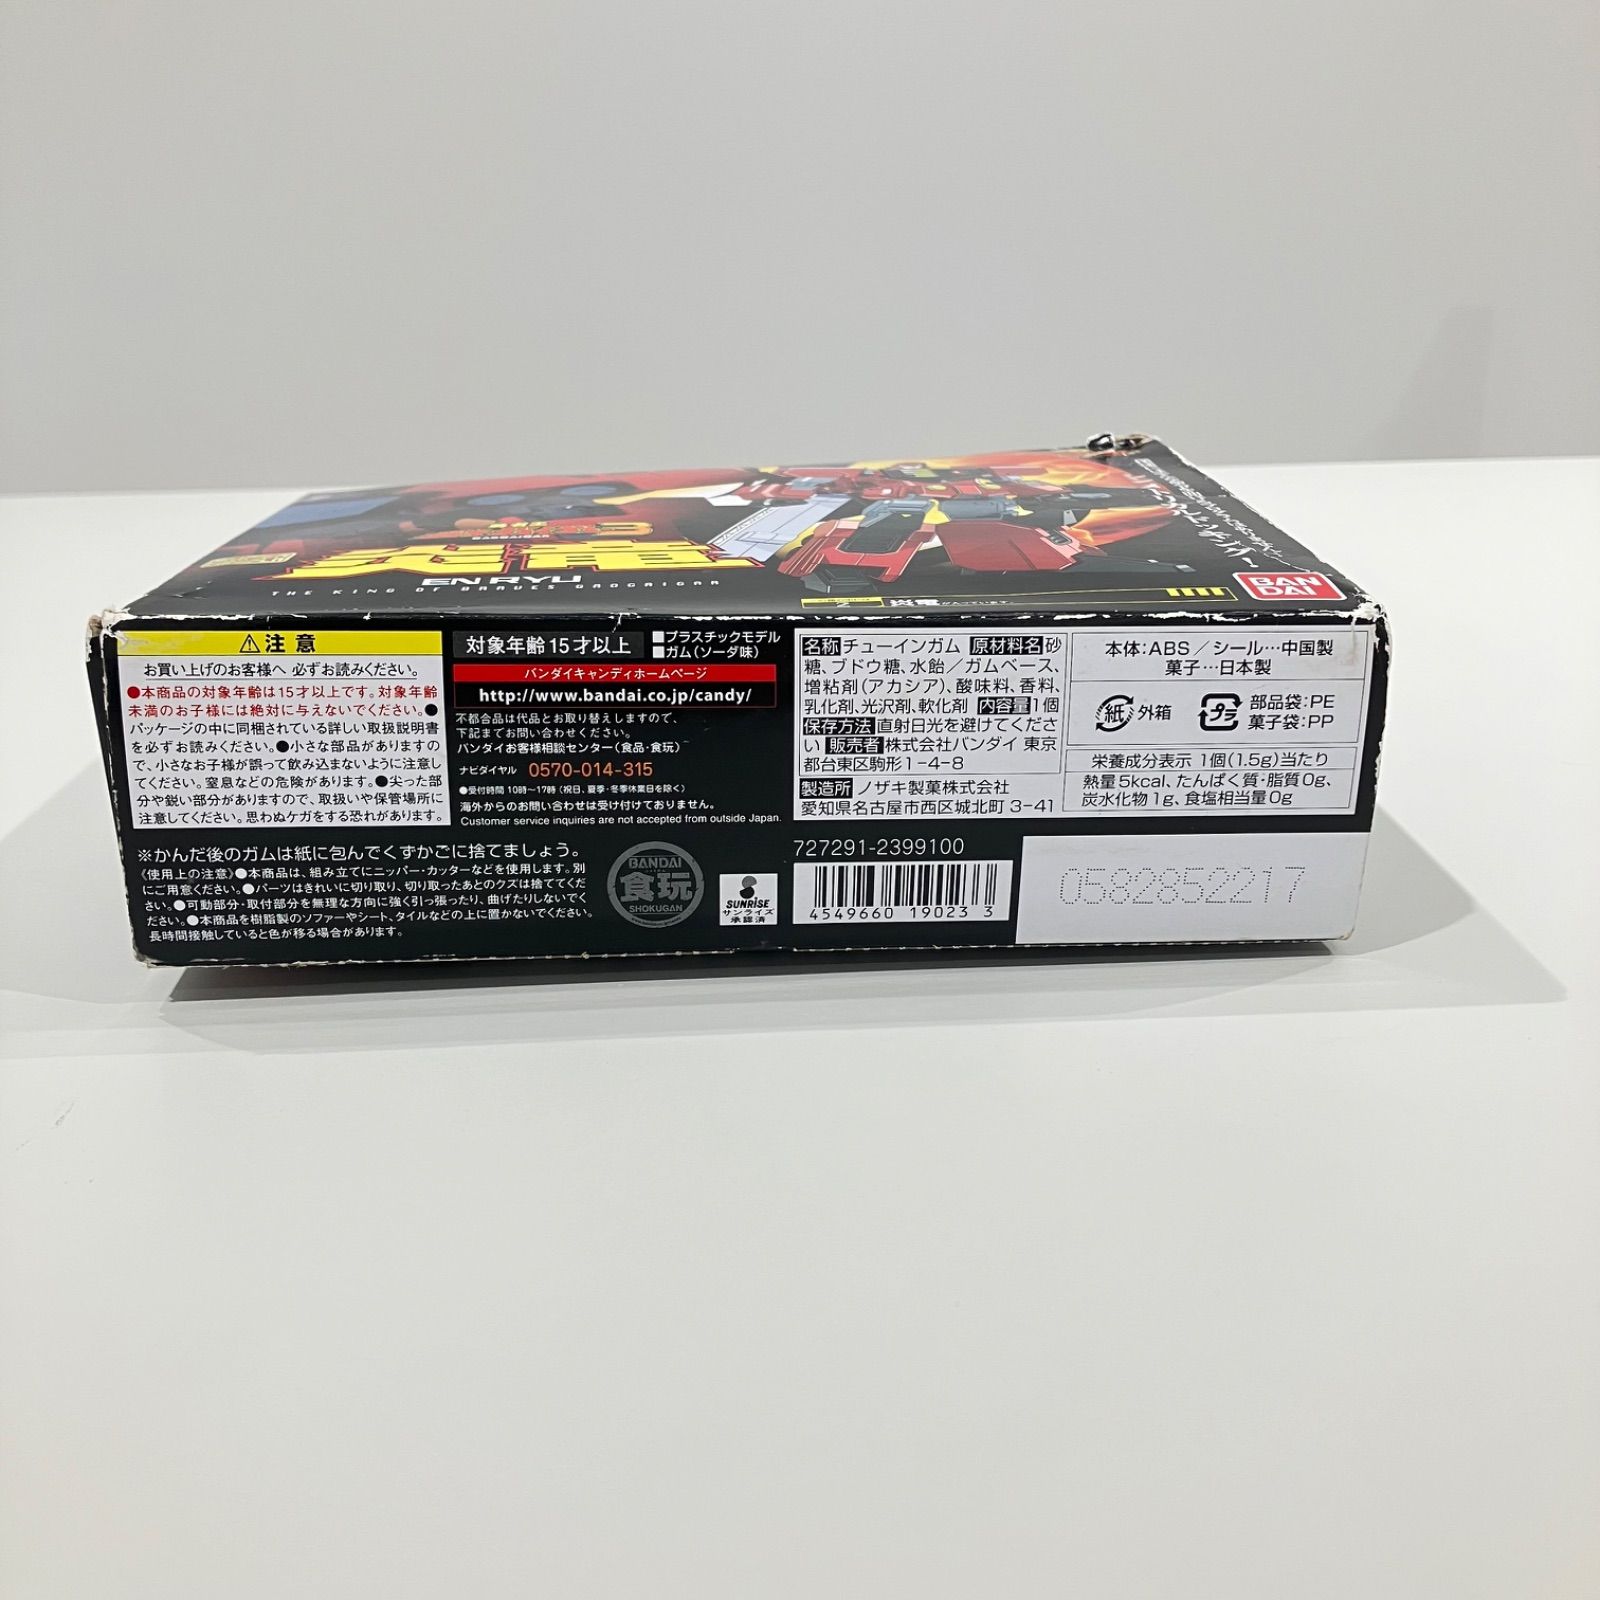 炎竜
EN RYU
THE KING OF BRAVES GAOGAIGAR
2
BAN
DAI
⚠注意
お買い上げのお客様へ 必ずお読みください。
●本商品の対象年齢は15才以上です。対象年齢
未満のお子様には絶対に与えないでください。●
パッケージの中に同梱されている詳しい取扱説明書
を必ずお読みください。●小さな部品がありますの
で、小さなお子様が誤って飲み込まないように注意し
てください。窒息などの危険があります。●尖った部
分や鋭い部分がありますので、取扱いや保管場所に
注意してください。思わぬケガをする恐れがあります。
対象年齢15才以上
■プラスチックモデル
■ガム(ソーダ味)
バンダイキャンディホームページ
http://www.bandai.co.jp/candy/
不都合品は代品とお取り替えしますので、
下記までお問い合わせください。
バンダイお客様相談センター(食品・食玩)
ナビダイヤル 0570-014-315
●受付時間 10時〜17時(祝日、夏季・冬季休業日を除く)
海外からのお問い合わせは受け付けておりません。
Customer service inquiries are not accepted from outside Japan.
名称 チューインガム 原材料名 砂
糖、ブドウ糖、水飴/ガムベース、
増粘剤(アカシア)、酸味料、香料、
乳化剤、光沢剤、軟化剤 内容量 1個
保存方法 直射日光を避けてくださ
い 販売者 株式会社バンダイ 東京
都台東区駒形1-4-8
製造所 ノザキ製菓株式会社
愛知県名古屋市西区城北町 3-41
本体:ABS/シール…中国製
菓子…日本製
紙 外箱
プラ 部品袋:PE
菓子袋:PP
栄養成分表示 1個(1.5g)当たり
熱量5kcal、たんぱく質・脂質0g、
炭水化物1g、食塩相当量0g
※かんだ後のガムは紙に包んでくずかごに捨てましょう。
《使用上の注意》●本商品は、組み立てにニッパー・カッターなどを使用します。別
にご用意ください。●パーツはきれいに切り取り、切り取ったあとのクズは捨ててくだ
さい。●可動部分・取付部分を無理な方向に強く引っ張ったり、曲げたりしないでく
ださい。●本商品を樹脂製のソファーやシート、タイルなどの上に置かないでください。
長時間接触していると色が移る場合があります。
BANDAI
食玩
SHOKUGAN
SUNRISE
サンライズ
承認済
727291-2399100
4549660 19023 3
0582852217